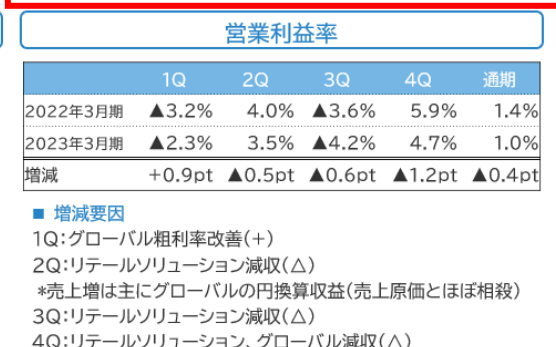 営業利益率
1Q 2Q 3Q 4Q 通期
2022年3月期 ▲3.2% 4.0% ▲3.6% 5.9% 1.4%
2023年3月期 ▲2.3% 3.5% ▲4.2% 4.7% 1.0%
増減 +0.9pt ▲0.5pt ▲0.6pt ▲1.2pt ▲0.4pt
■ 増減要因
1Q:グローバル粗利率改善(+)
2Q:リテールソリューション減収(△)
*売上増は主にグローバルの円換算収益(売上原価とほぼ相殺)
3Q:リテールソリューション減収(△)
4Q:リテールソリューション、グローバル減収(△)